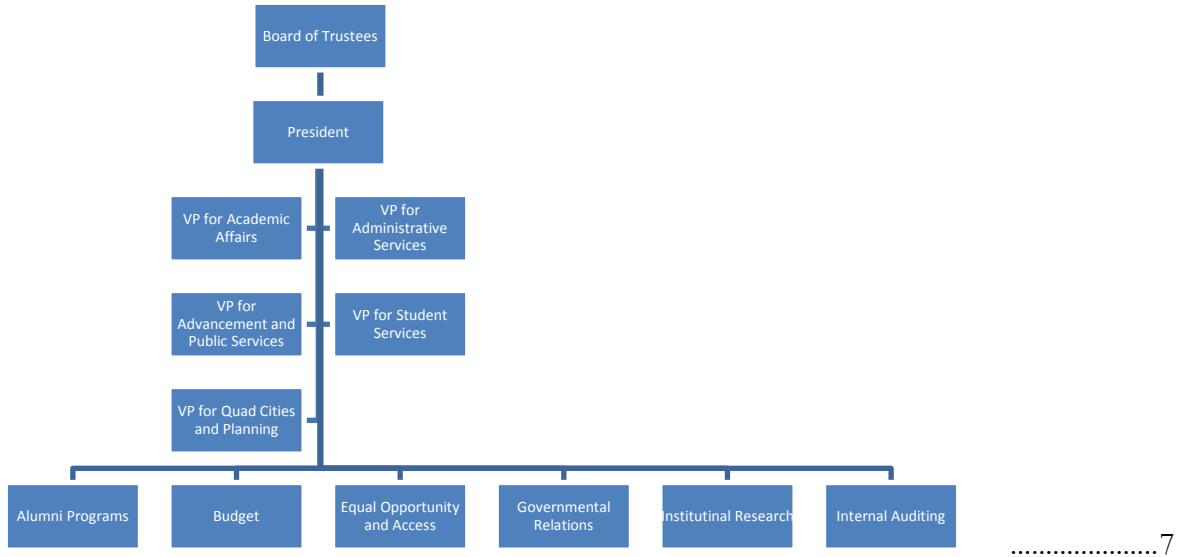 Board of Trustees
President
VP for Academic
Affairs
VP for
Administrative
Services
VP for
Advancement and
Public Services
VP for Student
Services
VP for Quad Cities
and Planning
Alumni Programs
Budget
Equal Opportunity
and Access
Governmental
Relations
Institutinal Research
Internal Auditing
.....................7